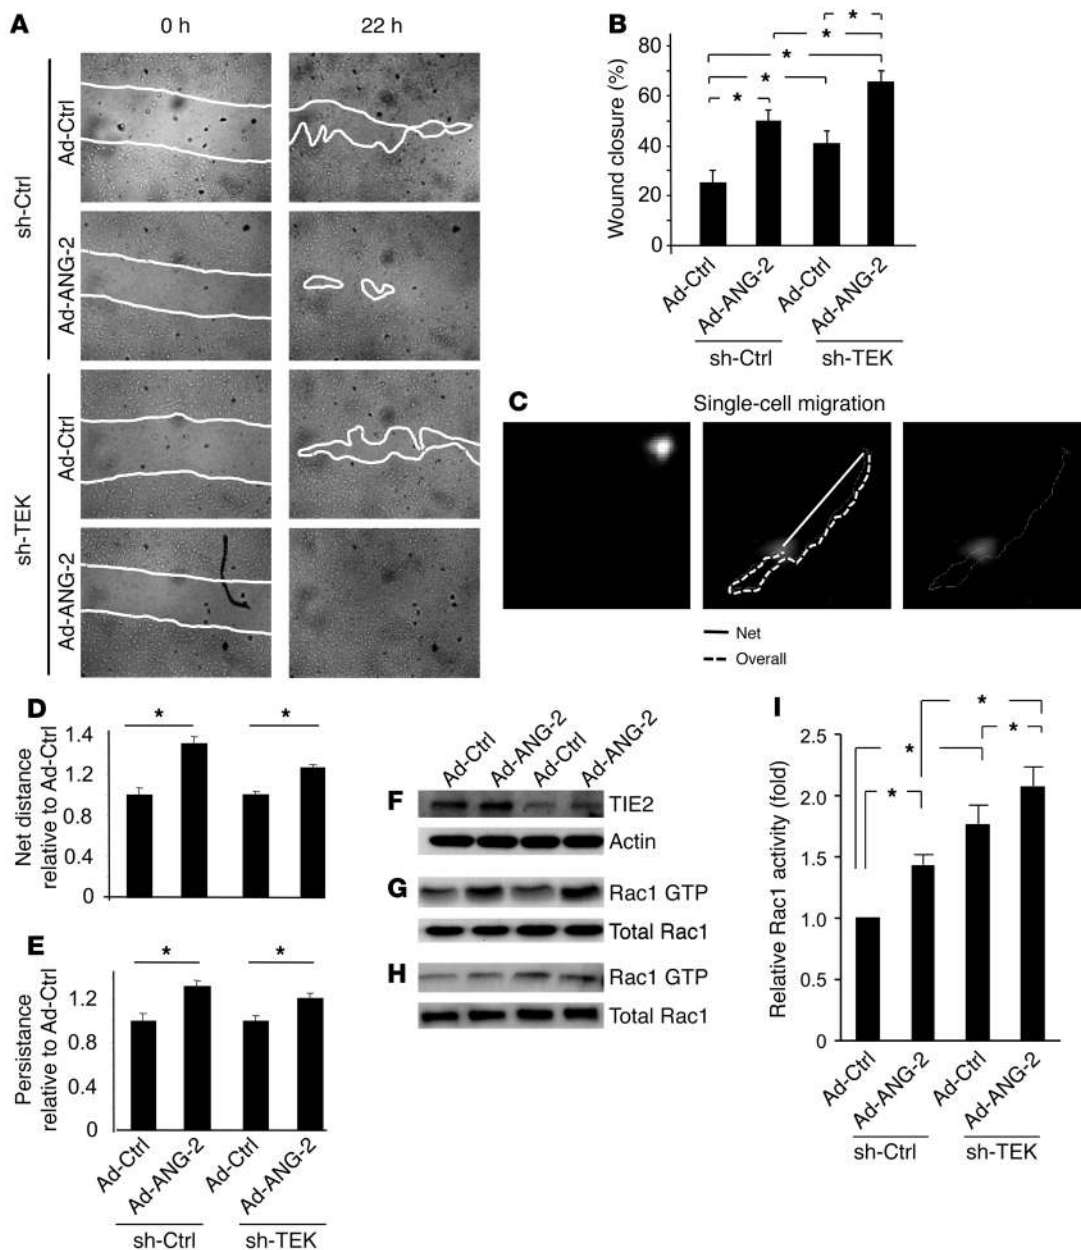 A
0 h
22 h
sh-Ctrl
Ad-Ctrl
Ad-ANG-2
sh-TEK
Ad-Ctrl
Ad-ANG-2
B
Wound closure (%)
80
60
40
20
0
* *
*
* *
*
Ad-Ctrl
Ad-ANG-2
Ad-Ctrl
Ad-ANG-2
sh-Ctrl
sh-TEK
C
Single-cell migration
Net
Overall
D
Net distance
relative to Ad-Ctrl
1.4
1.2
0.4
0
* *
E
Persistance
relative to Ad-Ctrl
1.2
0.8
0.4
0
* *
Ad-Ctrl
Ad-ANG-2
Ad-Ctrl
Ad-ANG-2
sh-Ctrl
sh-TEK
Ad-Ctrl
Ad-ANG-2
Ad-Ctrl
Ad-ANG-2
F
TIE2
Actin
G
Rac1 GTP
Total Rac1
H
Rac1 GTP
Total Rac1
I
Relative Rac1 activity (fold)
2.5
2.0
1.5
1.0
0.5
0
*
* *
*
Ad-Ctrl
Ad-ANG-2
Ad-Ctrl
Ad-ANG-2
sh-Ctrl
sh-TEK